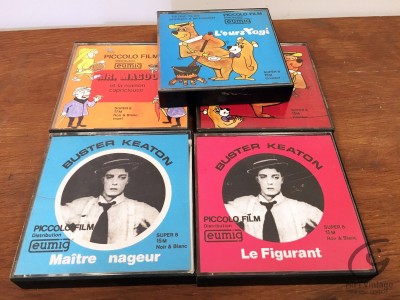 PICCOLO FILM
eumig
L'ours Yogi
SUPER 8
PICCOLO FILM
eumig
Mr. MAGOO
SUPER 8
BUSTER KEATON
PICCOLO FILM
Distribution
eumig
SUPER 8
75 M
Noir & Blanc
Maître nageur
BUSTER KEATON
PICCOLO FILM
Distribution
eumig
SUPER 8
75 M
Noir & Blanc
Le Figurant